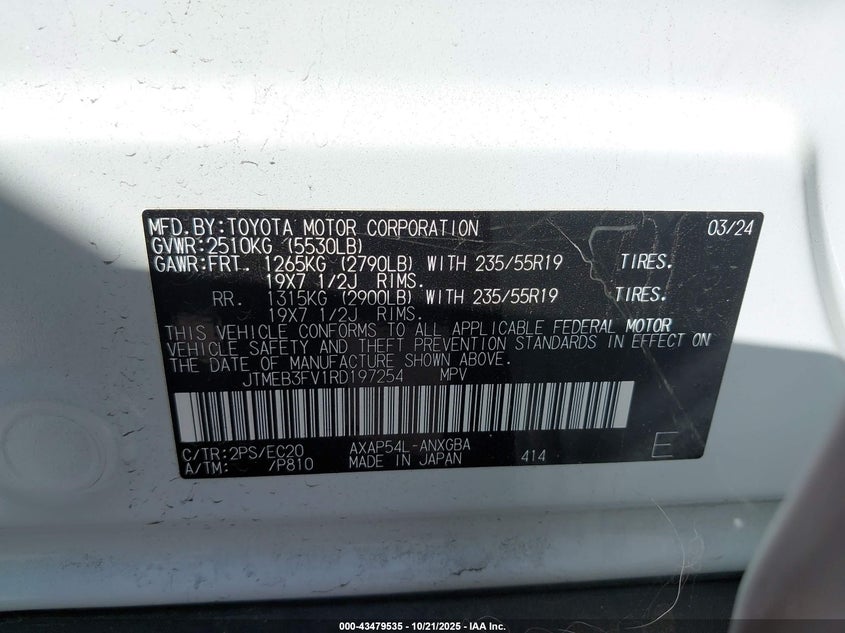 MFD.BY:TOYOTA MOTOR CORPORATION 03/24
GVWR:2510KG (5530LB)
GAWR:FRT. 1265KG (2790LB) WITH 235/55R19 TIRES.
19X7 1/2J RIMS.
RR. 1315KG (2900LB) WITH 235/55R19 TIRES.
19X7 1/2J RIMS.
THIS VEHICLE CONFORMS TO ALL APPLICABLE FEDERAL MOTOR
VEHICLE SAFETY AND THEFT PREVENTION STANDARDS IN EFFECT ON
THE DATE OF MANUFACTURE SHOWN ABOVE.
JTMEB3FV1RD197254 MPV
C/TR:2PS/EC20 AXAP54L-ANXGBA
A/TM: /P810 MADE IN JAPAN 414 E
000-43479535 - 10/21/2025 - IAA Inc.